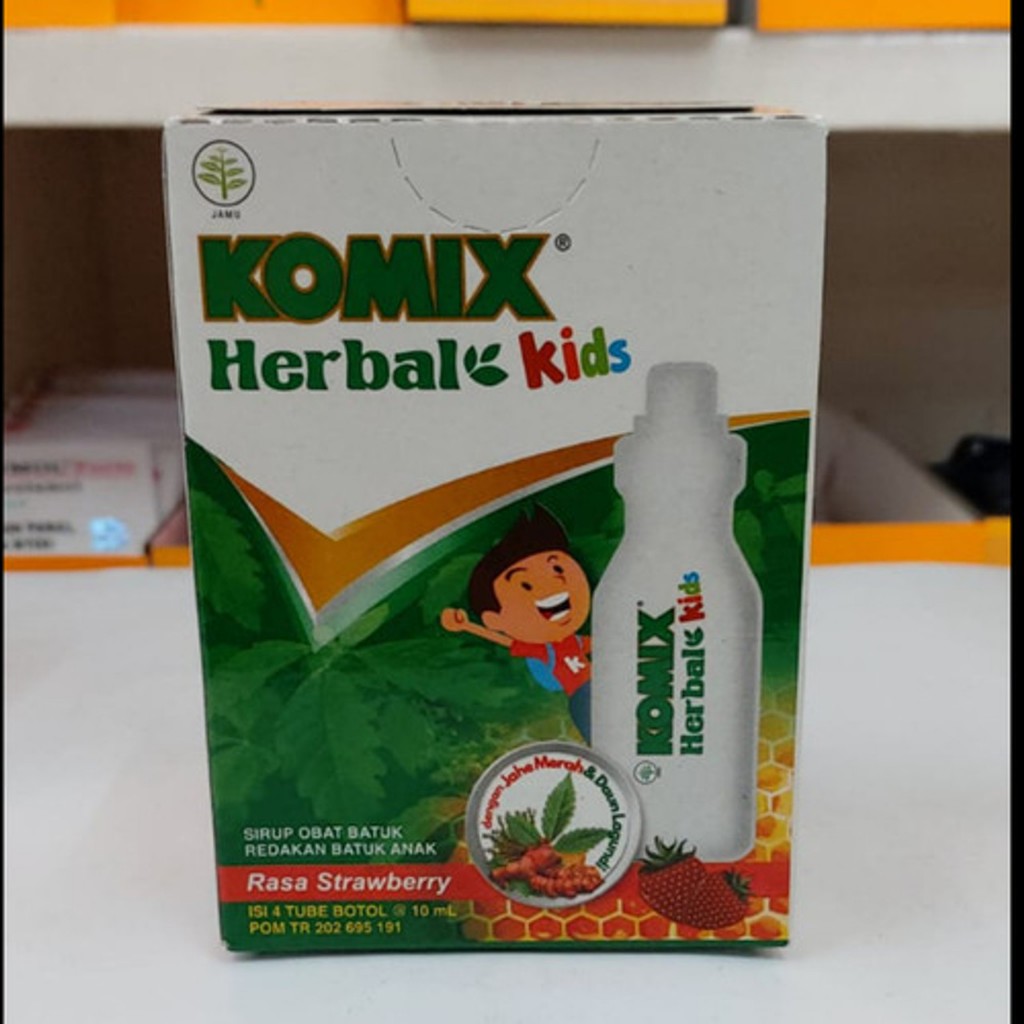 JAMU
KOMIX®
Herbal Kids
KOMIX
Herbal Kids
k
dengan Jahe Merah & Daun Legundi
SIRUP OBAT BATUK
REDAKAN BATUK ANAK
Rasa Strawberry
ISI 4 TUBE BOTOL @ 10 mL
POM TR 202 695 191